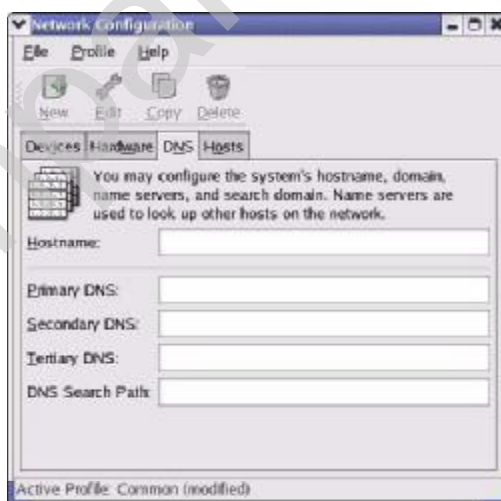 Network Configuration
File Profile Help
New Edit Copy Delete
Devices Hardware DNS Hosts
You may configure the system's hostname, domain,
name servers, and search domain. Name servers are
used to look up other hosts on the network.
Hostname:
Primary DNS:
Secondary DNS:
Tertiary DNS:
DNS Search Path:
Active Profile: Common (modified)